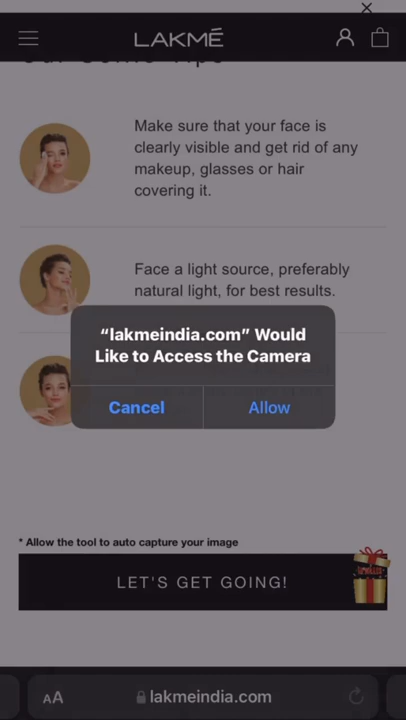 LAKMÉ
Make sure that your face is
clearly visible and get rid of any
makeup, glasses or hair
covering it.
Face a light source, preferably
natural light, for best results.
“lakmeindia.com” Would
Like to Access the Camera
Cancel
Allow
* Allow the tool to auto capture your image
LET'S GET GOING!
AA
lakmeindia.com